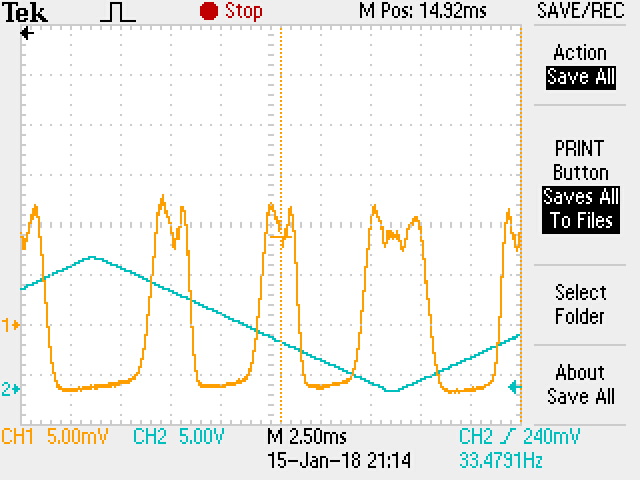 Tek Stop M Pos: 14.92ms SAVE/REC
Action
Save All
PRINT
Button
Saves All
To Files
Select
Folder
About
Save All
1
2
CH1 5.00mV CH2 5.00V M 2.50ms CH2 240mV
15-Jan-18 21:14 33.4791Hz